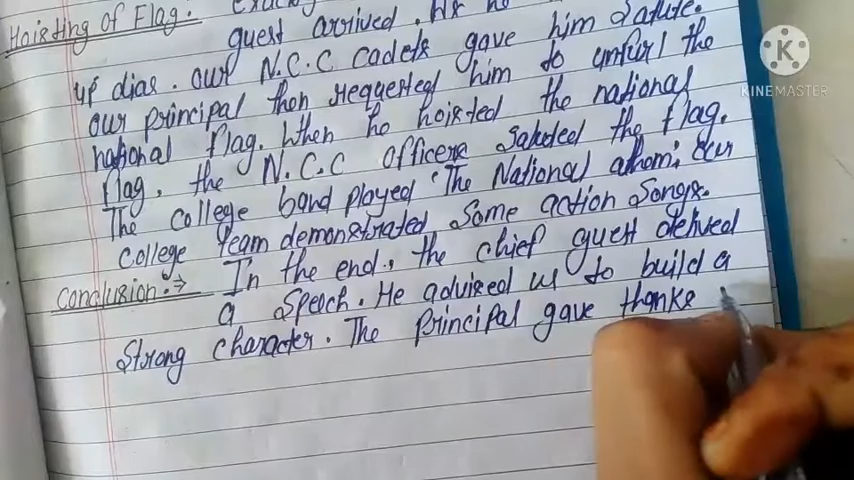 Hoisting of Flag.
guest arrived. As he
up dias. our N.C.C cadets gave him Salute.
our principal then requested him to unfurl the
national flag. When he hoisted the national
flag. the N.C.C officers saluted the flag.
The college band played 'The National athem; our
college team demonstrated Some action Songs.
Conclusion :→ In the end, the chief guest delived
a Speech. He advised us to build a
Strong character. The principal gave thanks
K
KINEMASTER